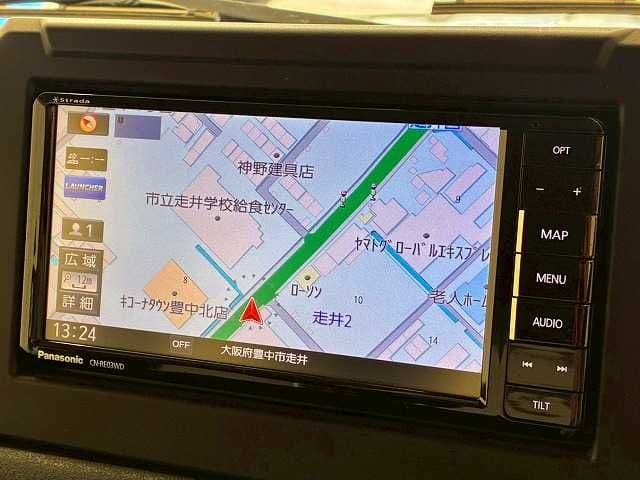 Strada
神野建具店
市立走井学校給食ｾﾝﾀｰ
9
ﾔﾏﾄｸﾞﾛｰﾊﾞﾙｴｷｽﾌﾟﾚ
--:--
LAUNCHER
1
広域
12m
詳細
8
ｷｺｰﾅﾀｳﾝ豊中北店
ﾛｰｿﾝ
10
走井2
老人ﾎｰﾑ
14
13:24
OFF
大阪府豊中市走井
Panasonic
CN-RE03WD
OPT
− +
MAP
MENU
AUDIO
TILT